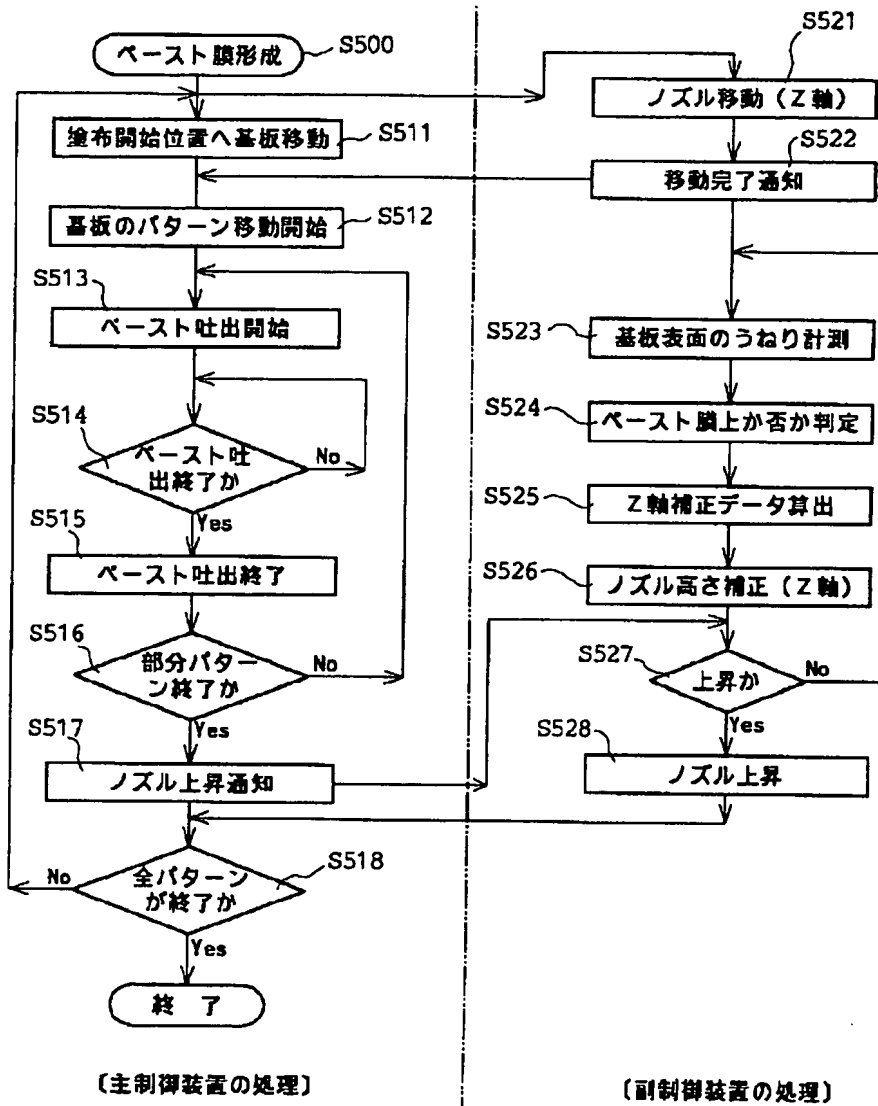 ペースト膜形成
S500
塗布開始位置へ基板移動
S511
基板のパターン移動開始
S512
S513
ペースト吐出開始
S514
ペースト吐
出終了か
No
Yes
S515
ペースト吐出終了
S516
部分パター
ン終了か
No
Yes
S517
ノズル上昇通知
S518
全パターン
が終了か
No
Yes
終 了
〔主制御装置の処理〕
S521
ノズル移動（Z軸）
S522
移動完了通知
S523
基板表面のうねり計測
S524
ペースト膜上か否か判定
S525
Z軸補正データ算出
S526
ノズル高さ補正（Z軸）
S527
上昇か
No
Yes
S528
ノズル上昇
〔副制御装置の処理〕